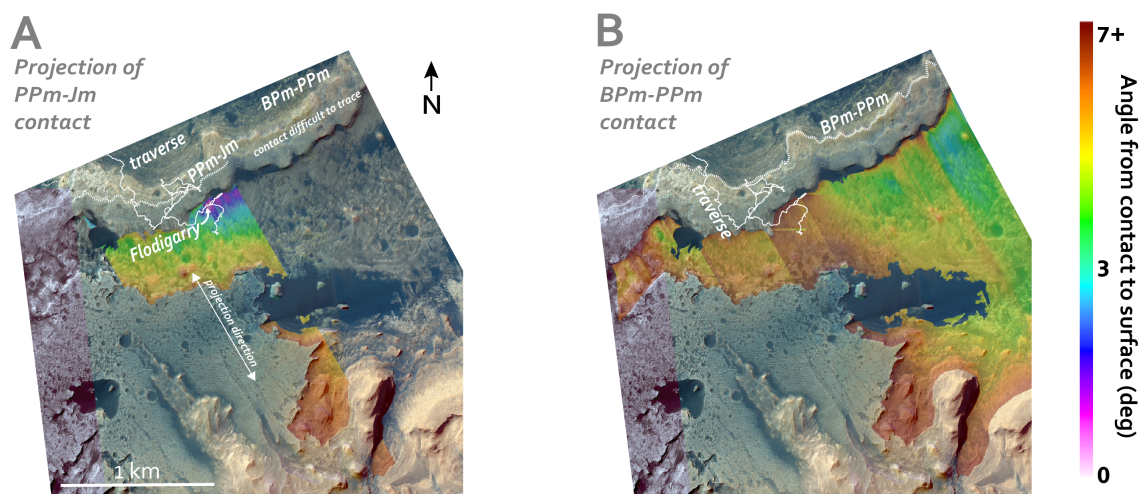 A
Projection of
PPm-Jm
contact
N
BPm-PPm
contact difficult to trace
traverse
PPm-Jm
Flodigarry
projection direction
1 km
B
Projection of
BPm-PPm
contact
BPm-PPm
traverse
7+
3
0
Angle from contact to surface (deg)